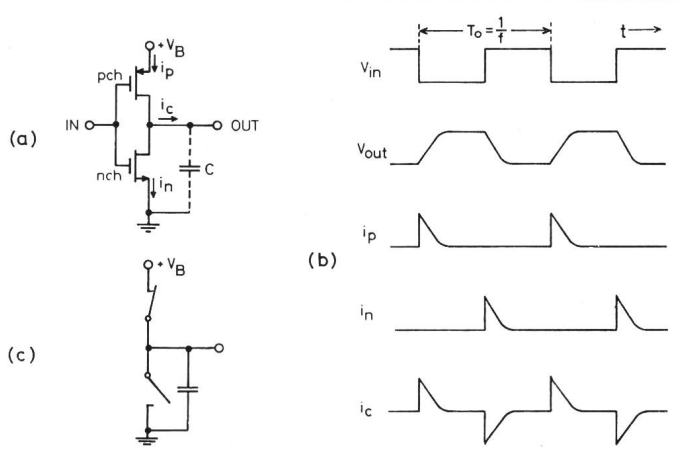 (a)
+ V_B
pch
i_p
i_c
IN
OUT
nch
i_n
C
(c)
+ V_B
(b)
T_o = 1/f
t
V_in
V_out
i_p
i_n
i_c